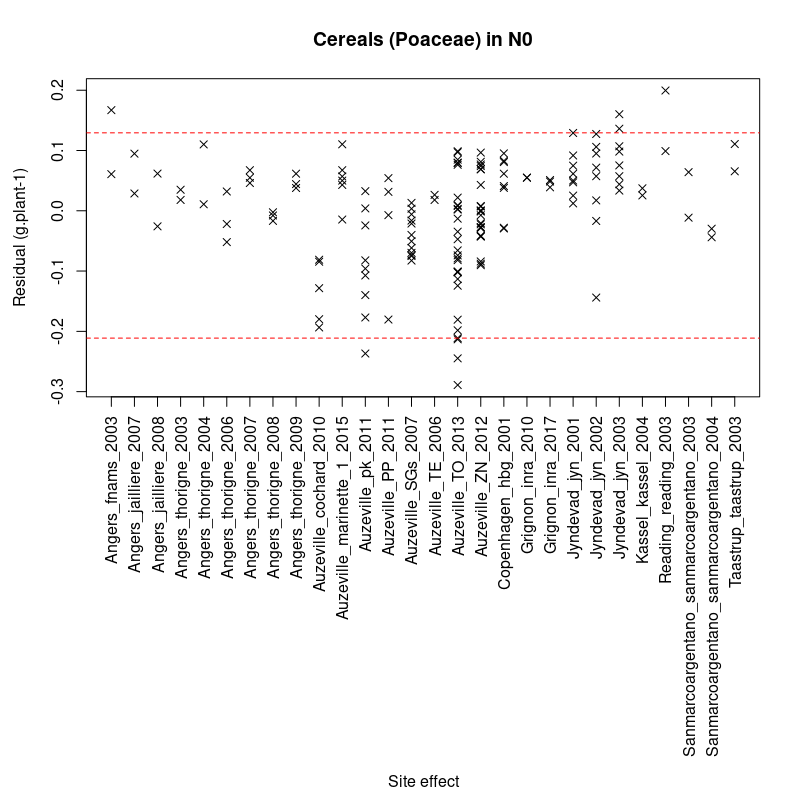 Cereals (Poaceae) in N0
Residual (g.plant-1)
0.2
0.1
0.0
-0.1
-0.2
-0.3
Angers_fnams_2003
Angers_jailliere_2007
Angers_jailliere_2008
Angers_thorigne_2003
Angers_thorigne_2004
Angers_thorigne_2006
Angers_thorigne_2007
Angers_thorigne_2008
Angers_thorigne_2009
Auzeville_cochard_2010
Auzeville_marinette_1_2015
Auzeville_pk_2011
Auzeville_PP_2011
Auzeville_SGs_2007
Auzeville_TE_2006
Auzeville_TO_2013
Auzeville_ZN_2012
Copenhagen_hbg_2001
Grignon_inra_2010
Grignon_inra_2017
Jyndevad_jyn_2001
Jyndevad_jyn_2002
Jyndevad_jyn_2003
Kassel_kassel_2004
Reading_reading_2003
Sanmarcoargentano_sanmarcoargentano_2003
Sanmarcoargentano_sanmarcoargentano_2004
Taastrup_taastrup_2003
Site effect